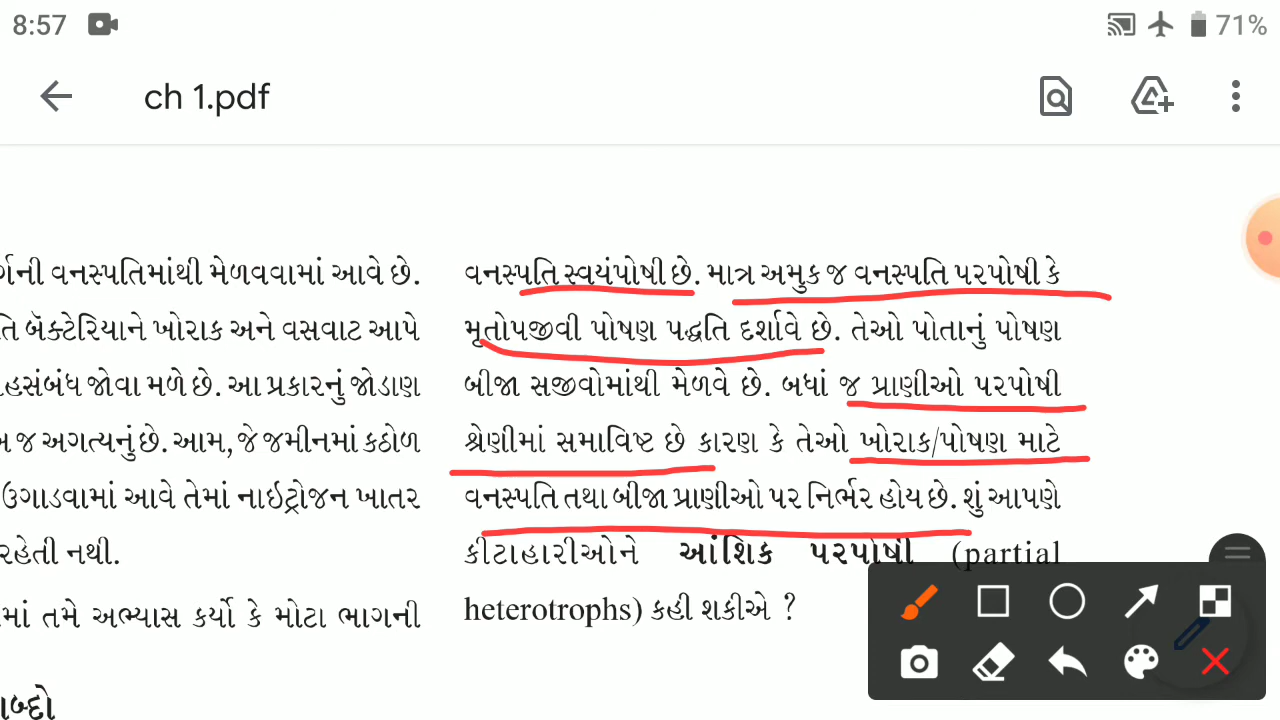 8:57
71%
ch 1.pdf
વનસ્પતિમાંથી મેળવવામાં આવે છે.
બૅક્ટેરિયાને ખોરાક અને વસવાટ આપે
જોવા મળે છે. આ પ્રકારનું જોડાણ
જ અગત્યનું છે. આમ, જે જમીનમાં કઠોળ
ઉગાડવામાં આવે તેમાં નાઇટ્રોજન ખાતર
રહેતી નથી.
તમે અભ્યાસ કર્યો કે મોટા ભાગની
વનસ્પતિ સ્વયંપોષી છે. માત્ર અમુક જ વનસ્પતિ પરપોષી કે
મૃતોપજીવી પોષણ પદ્ધતિ દર્શાવે છે. તેઓ પોતાનું પોષણ
બીજા સજીવોમાંથી મેળવે છે. બધાં જ પ્રાણીઓ પરપોષી
શ્રેણીમાં સમાવિષ્ટ છે કારણ કે તેઓ ખોરાક/પોષણ માટે
વનસ્પતિ તથા બીજા પ્રાણીઓ પર નિર્ભર હોય છે. શું આપણે
કીટાહારીઓને આંશિક પરપોષી (partial
heterotrophs) કહી શકીએ ?